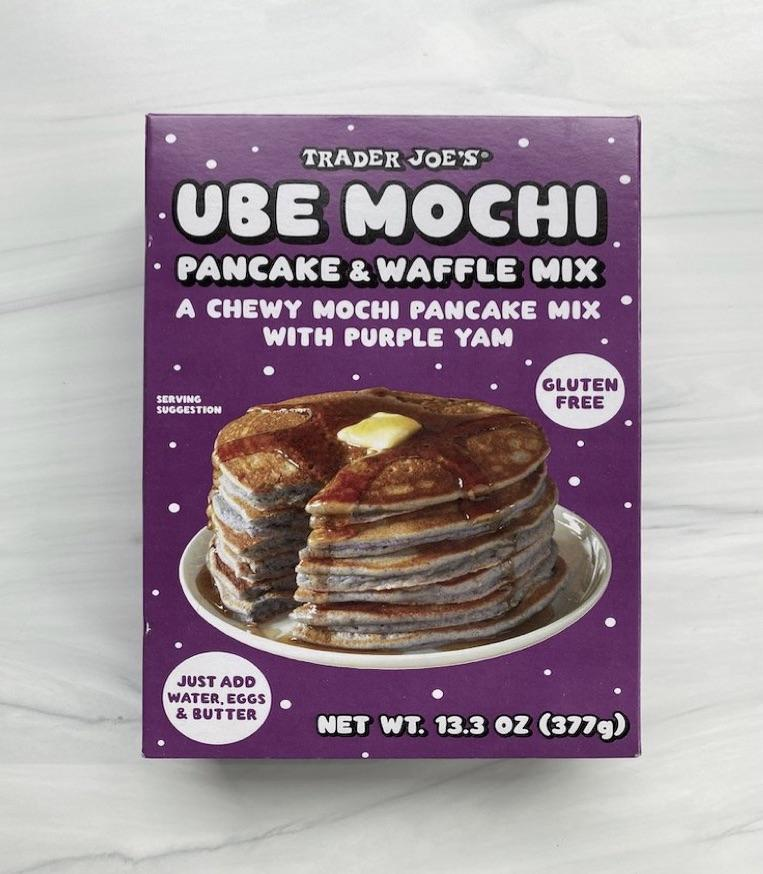 TRADER JOE'S
UBE MOCHI
PANCAKE & WAFFLE MIX
A CHEWY MOCHI PANCAKE MIX
WITH PURPLE YAM
GLUTEN
FREE
SERVING
SUGGESTION
JUST ADD
WATER, EGGS
& BUTTER
NET WT. 13.3 OZ (377g)